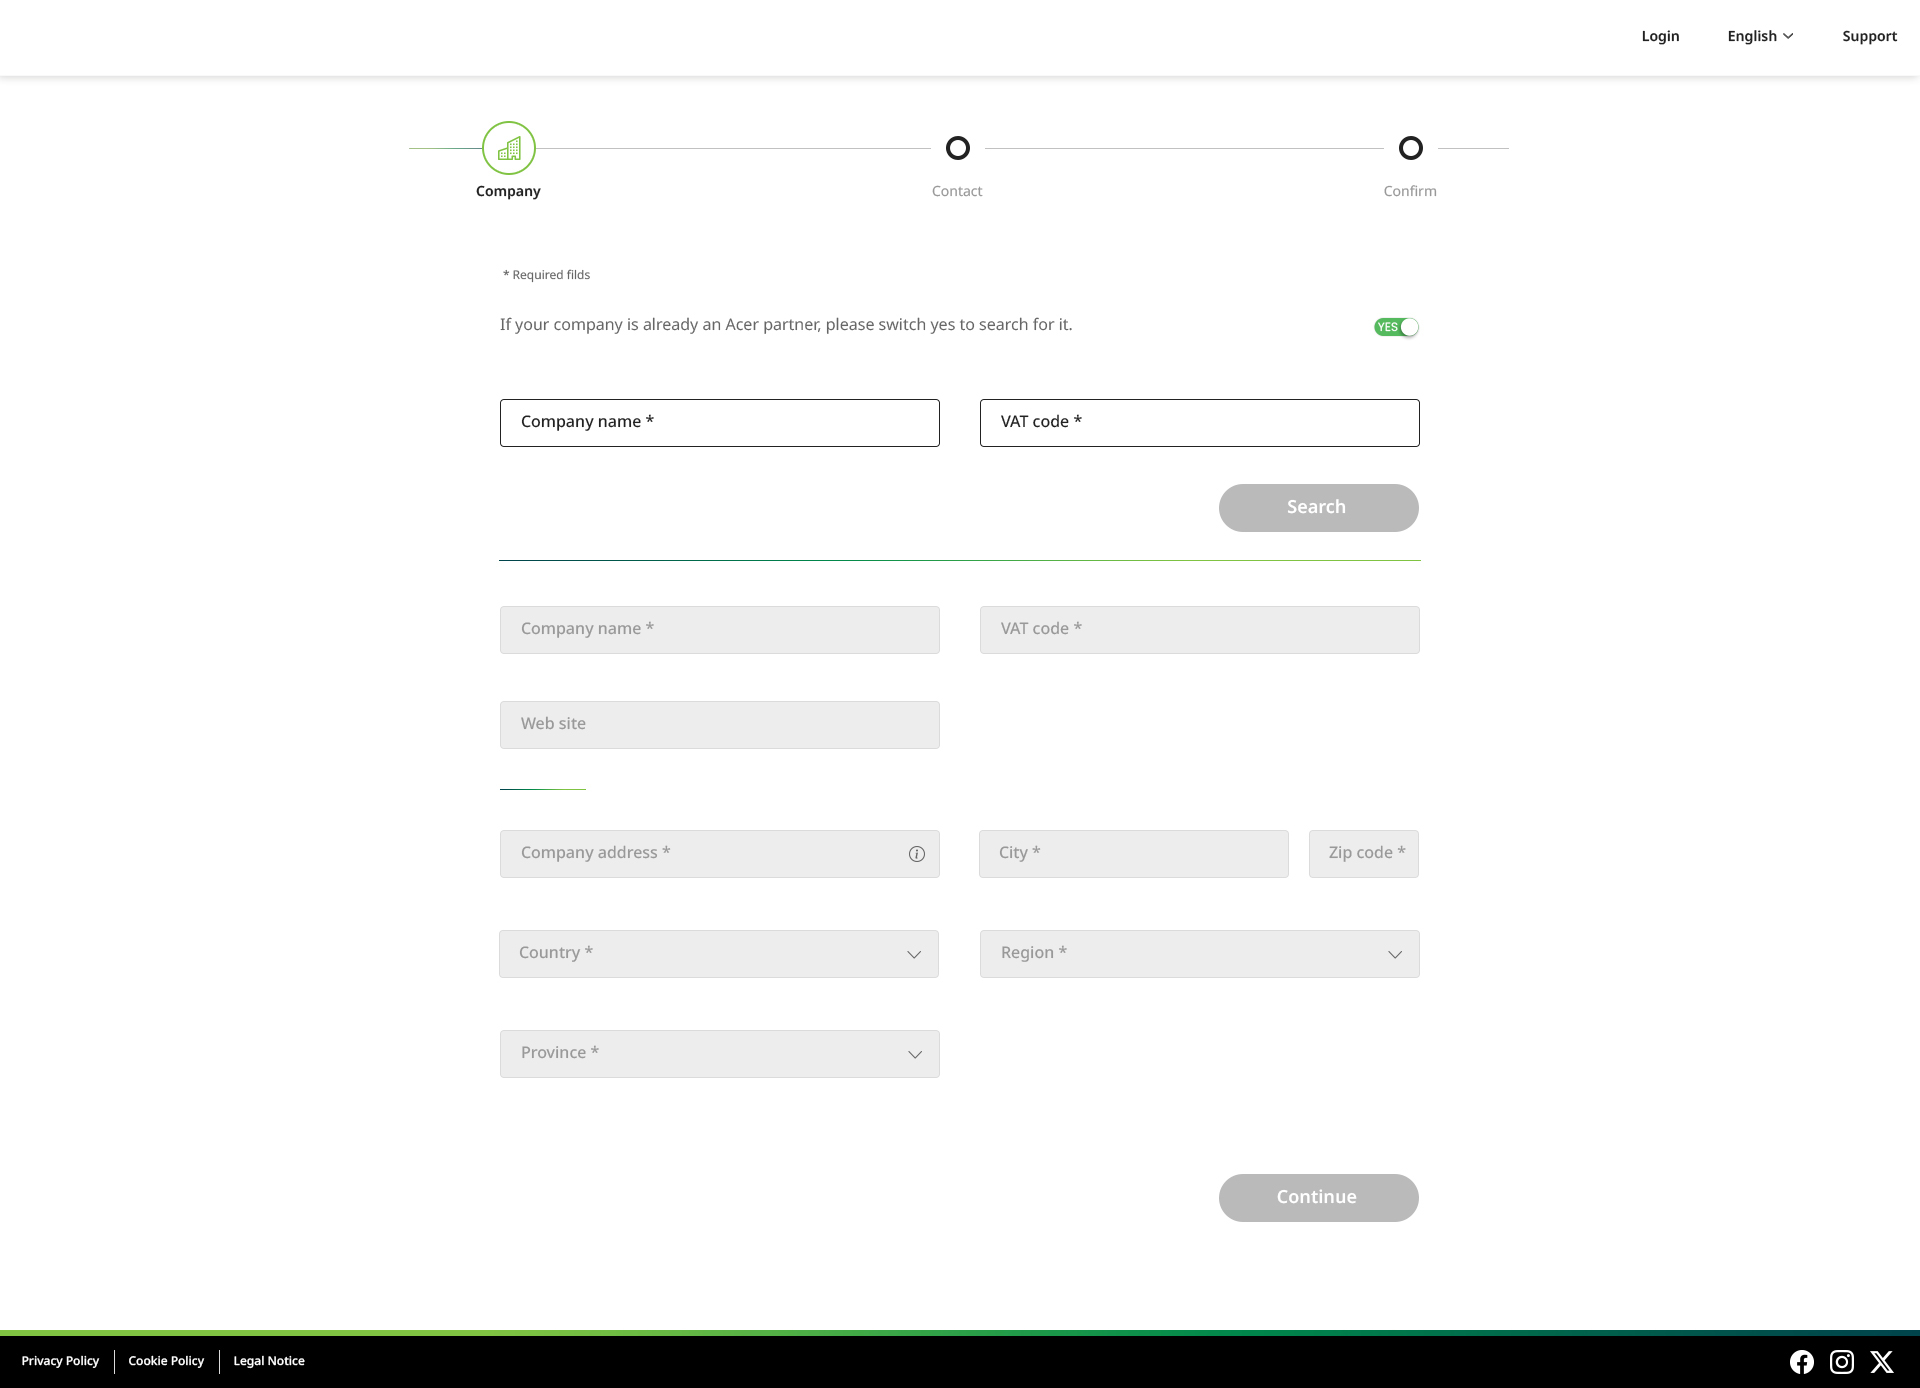 Login English Support
Company Contact Confirm
* Required filds
If your company is already an Acer partner, please switch yes to search for it. YES
Company name * VAT code *
Search
Company name * VAT code *
Web site
Company address * City * Zip code *
Country * Region *
Province *
Continue
Privacy Policy Cookie Policy Legal Notice